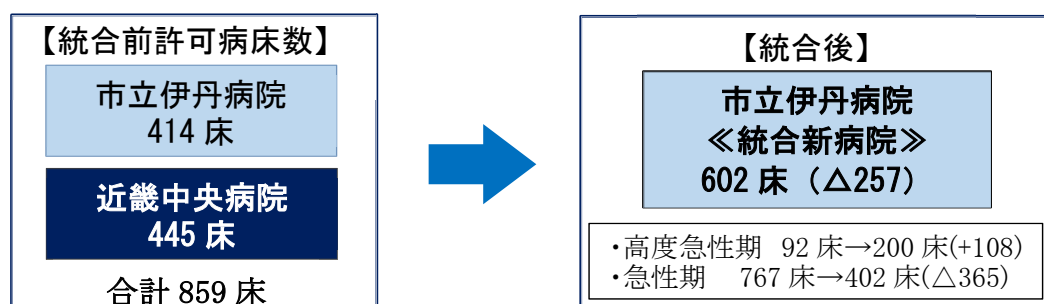 【統合前許可病床数】
市立伊丹病院
414 床
近畿中央病院
445 床
合計 859 床
【統合後】
市立伊丹病院
≪統合新病院≫
602 床（△257）
・高度急性期 92 床→200 床(+108)
・急性期 767 床→402 床(△365)